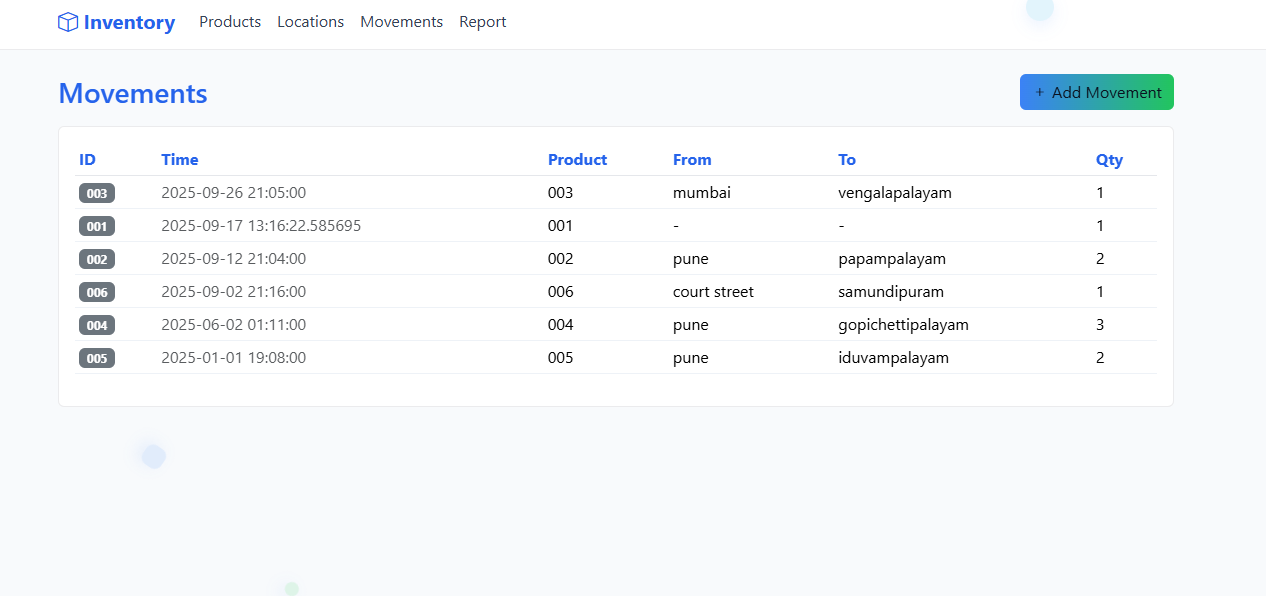 Inventory Products Locations Movements Report
Movements
+ Add Movement
ID Time Product From To Qty
003 2025-09-26 21:05:00 003 mumbai vengalapalayam 1
001 2025-09-17 13:16:22.585695 001 - - 1
002 2025-09-12 21:04:00 002 pune papampalayam 2
006 2025-09-02 21:16:00 006 court street samundipuram 1
004 2025-06-02 01:11:00 004 pune gopichettipalayam 3
005 2025-01-01 19:08:00 005 pune iduvampalayam 2